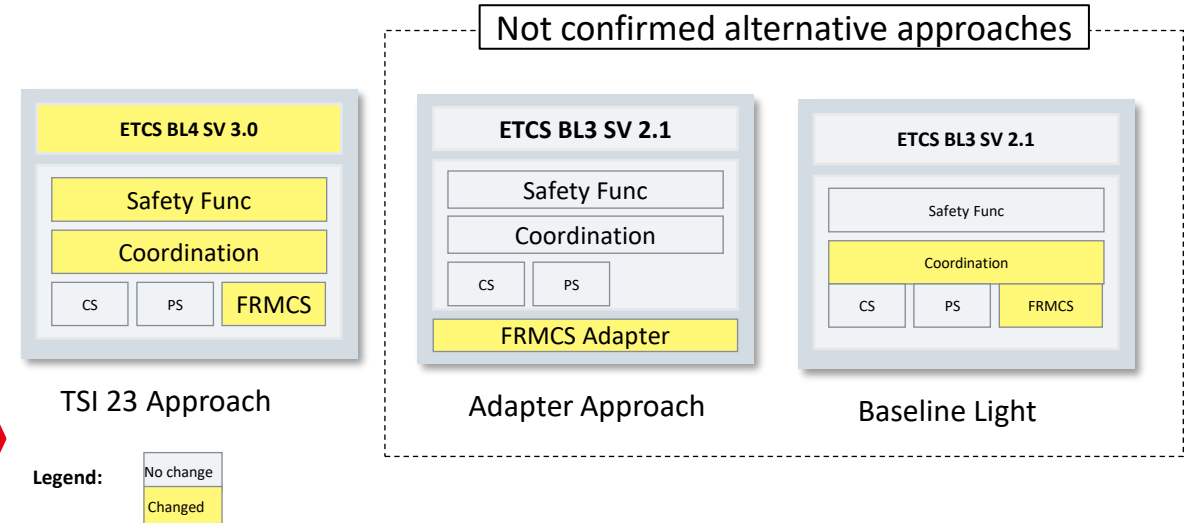 Not confirmed alternative approaches
ETCS BL4 SV 3.0
Safety Func
Coordination
CS
PS
FRMCS
TSI 23 Approach
ETCS BL3 SV 2.1
Safety Func
Coordination
CS
PS
FRMCS Adapter
Adapter Approach
ETCS BL3 SV 2.1
Safety Func
Coordination
CS
PS
FRMCS
Baseline Light
Legend:
No change
Changed